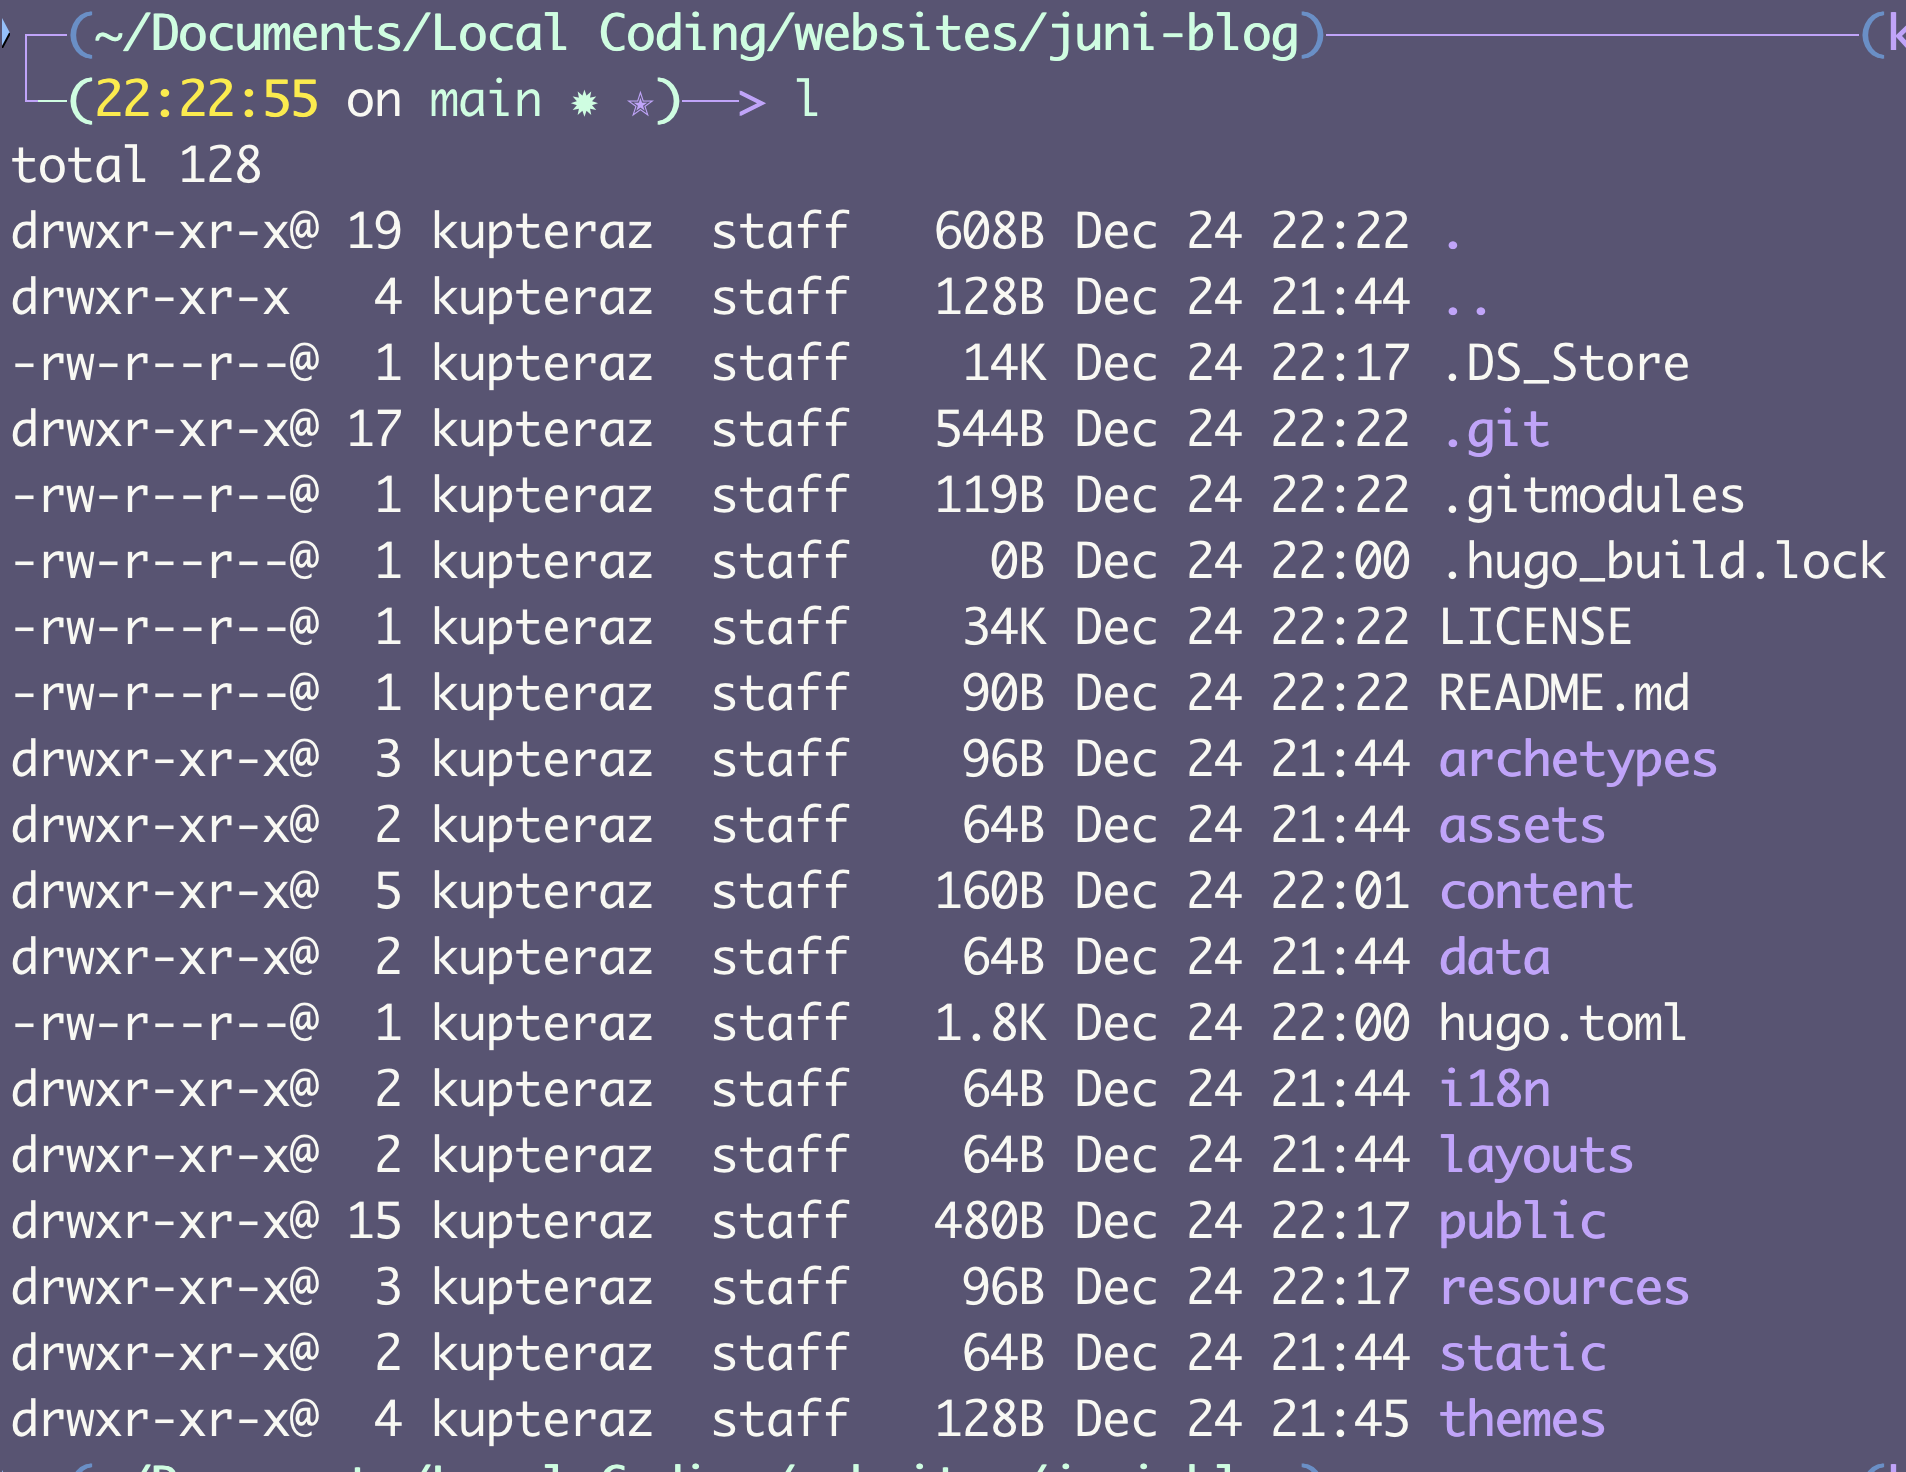 (~/Documents/Local Coding/websites/juni-blog)
(22:22:55 on main ✹ ✭)──> l
total 128
drwxr-xr-x@ 19 kupteraz  staff   608B Dec 24 22:22 .
drwxr-xr-x   4 kupteraz  staff   128B Dec 24 21:44 ..
-rw-r--r--@  1 kupteraz  staff    14K Dec 24 22:17 .DS_Store
drwxr-xr-x@ 17 kupteraz  staff   544B Dec 24 22:22 .git
-rw-r--r--@  1 kupteraz  staff   119B Dec 24 22:22 .gitmodules
-rw-r--r--@  1 kupteraz  staff     0B Dec 24 22:00 .hugo_build.lock
-rw-r--r--@  1 kupteraz  staff    34K Dec 24 22:22 LICENSE
-rw-r--r--@  1 kupteraz  staff    90B Dec 24 22:22 README.md
drwxr-xr-x@  3 kupteraz  staff    96B Dec 24 21:44 archetypes
drwxr-xr-x@  2 kupteraz  staff    64B Dec 24 21:44 assets
drwxr-xr-x@  5 kupteraz  staff   160B Dec 24 22:01 content
drwxr-xr-x@  2 kupteraz  staff    64B Dec 24 21:44 data
-rw-r--r--@  1 kupteraz  staff   1.8K Dec 24 22:00 hugo.toml
drwxr-xr-x@  2 kupteraz  staff    64B Dec 24 21:44 i18n
drwxr-xr-x@  2 kupteraz  staff    64B Dec 24 21:44 layouts
drwxr-xr-x@ 15 kupteraz  staff   480B Dec 24 22:17 public
drwxr-xr-x@  3 kupteraz  staff    96B Dec 24 22:17 resources
drwxr-xr-x@  2 kupteraz  staff    64B Dec 24 21:44 static
drwxr-xr-x@  4 kupteraz  staff   128B Dec 24 21:45 themes